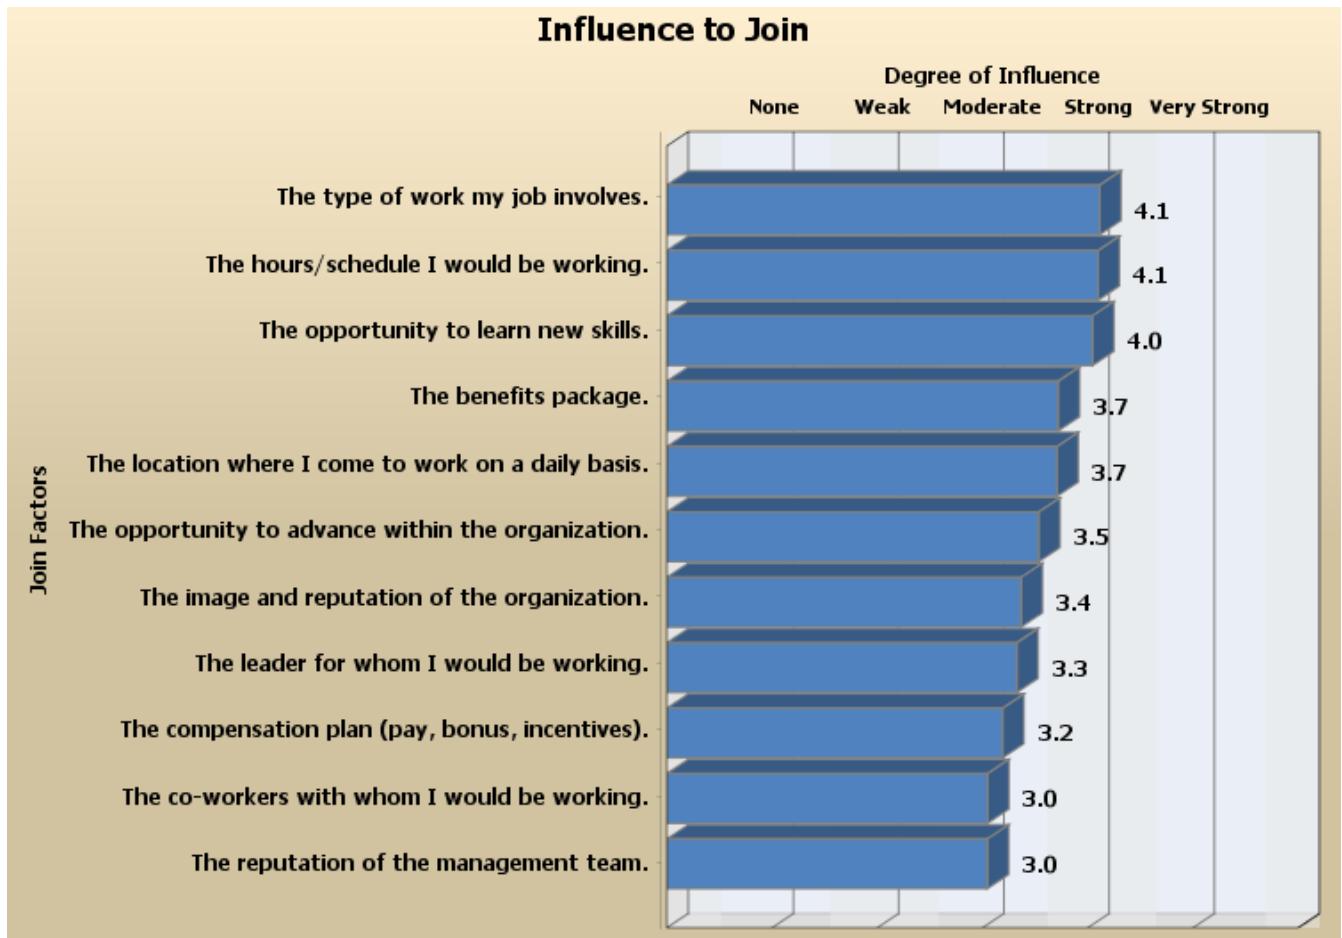 Influence to Join
Degree of Influence
None Weak Moderate Strong Very Strong
The type of work my job involves. 4.1
The hours/schedule I would be working. 4.1
The opportunity to learn new skills. 4.0
The benefits package. 3.7
The location where I come to work on a daily basis. 3.7
The opportunity to advance within the organization. 3.5
The image and reputation of the organization. 3.4
The leader for whom I would be working. 3.3
The compensation plan (pay, bonus, incentives). 3.2
The co-workers with whom I would be working. 3.0
The reputation of the management team. 3.0
Join Factors